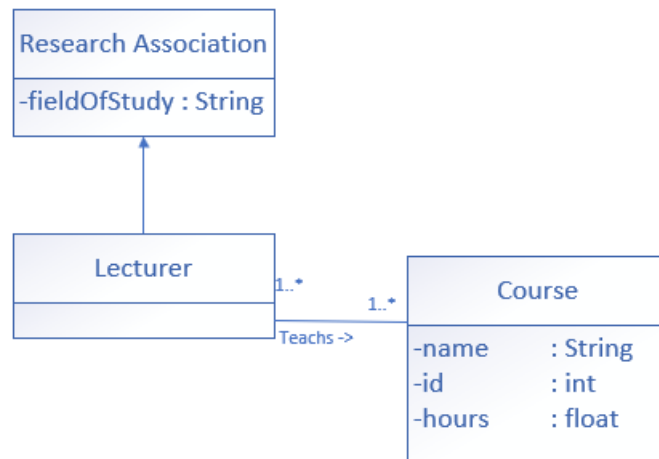 Research Association
-fieldOfStudy : String
Lecturer
1..*
1..*
Teachs ->
Course
-name : String
-id : int
-hours : float